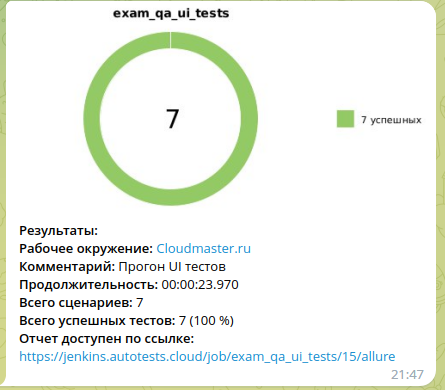 exam_qa_ui_tests
7
7 успешных
Результаты:
Рабочее окружение: Cloudmaster.ru
Комментарий: Прогон UI тестов
Продолжительность: 00:00:23.970
Всего сценариев: 7
Всего успешных тестов: 7 (100 %)
Отчет доступен по ссылке:
https://jenkins.autotests.cloud/job/exam_qa_ui_tests/15/allure
21:47